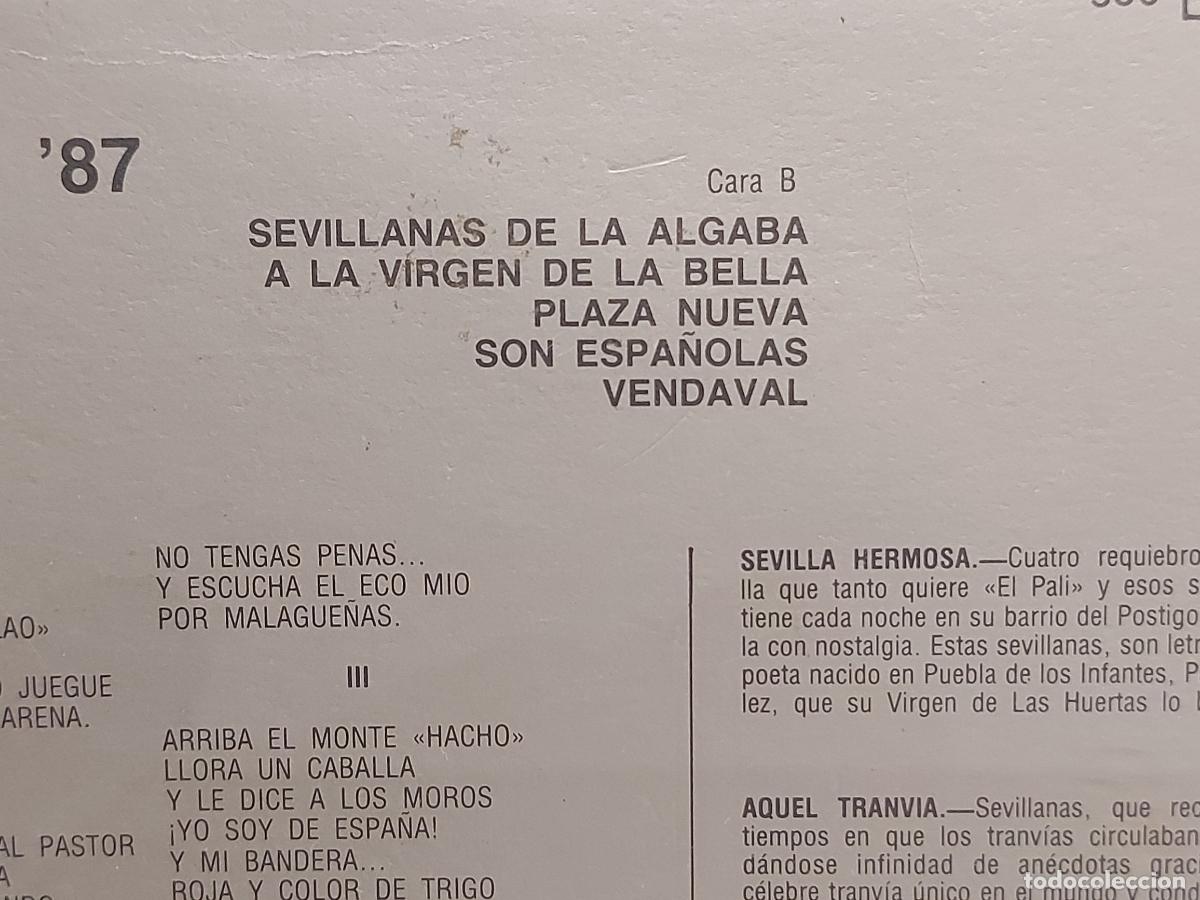 '87
Cara B
SEVILLANAS DE LA ALGABA
A LA VIRGEN DE LA BELLA
PLAZA NUEVA
SON ESPAÑOLAS
VENDAVAL
JUEGUE
ARENA.
AL PASTOR
NO TENGAS PENAS...
Y ESCUCHA EL ECO MIO
POR MALAGUEÑAS.
III
ARRIBA EL MONTE «HACHO»
LLORA UN CABALLA
Y LE DICE A LOS MOROS
¡YO SOY DE ESPAÑA!
Y MI BANDERA...
ROJA Y COLOR DE TRIGO
SEVILLA HERMOSA.—Cuatro requiebro
lla que tanto quiere «El Pali» y esos s
tiene cada noche en su barrio del Postigo
la con nostalgia. Estas sevillanas, son letr
poeta nacido en Puebla de los Infantes, P
lez, que su Virgen de Las Huertas lo
AQUEL TRANVIA.—Sevillanas, que rec
tiempos en que los tranvías circulaban
dándose infinidad de anécdotas graci
célebre tranvía único en el mundo y cond
todocoleccion